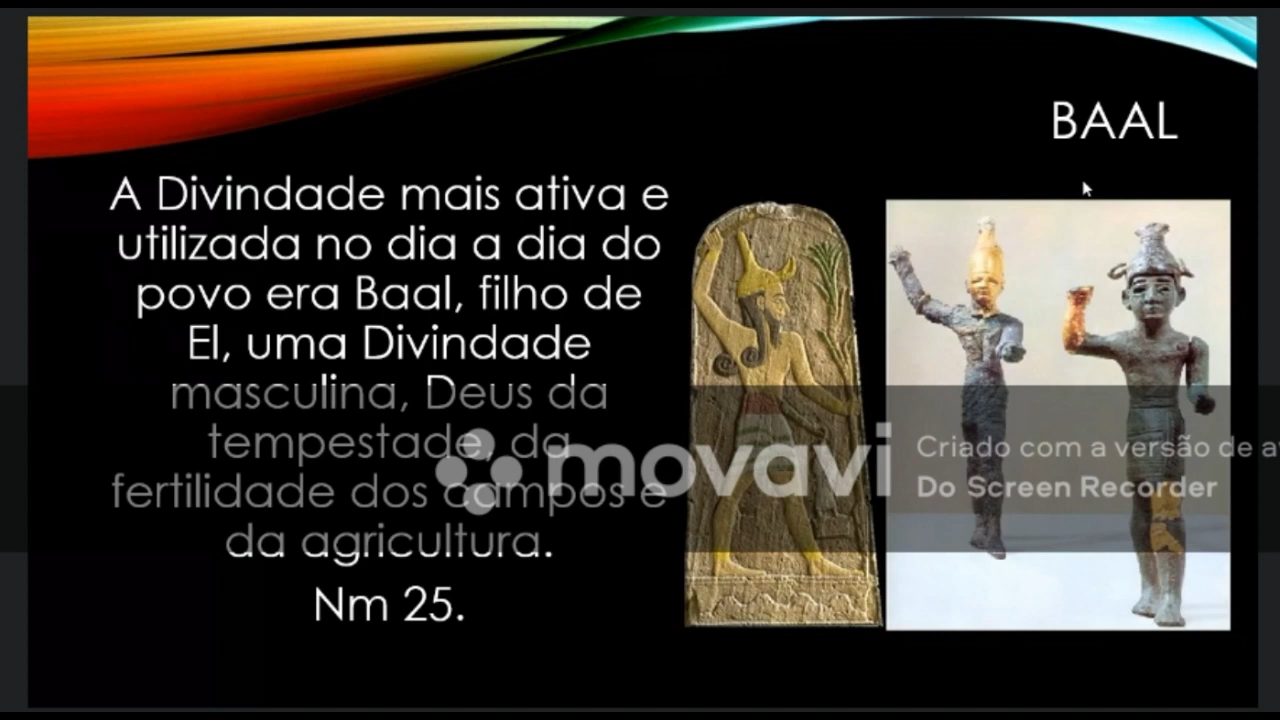 BAAL
A Divindade mais ativa e
utilizada no dia a dia do
povo era Baal, filho de
El, uma Divindade
masculina, Deus da
tempestade, da
fertilidade dos campos e
da agricultura.
Nm 25.
movavi
Criado com a versão de av
Do Screen Recorder